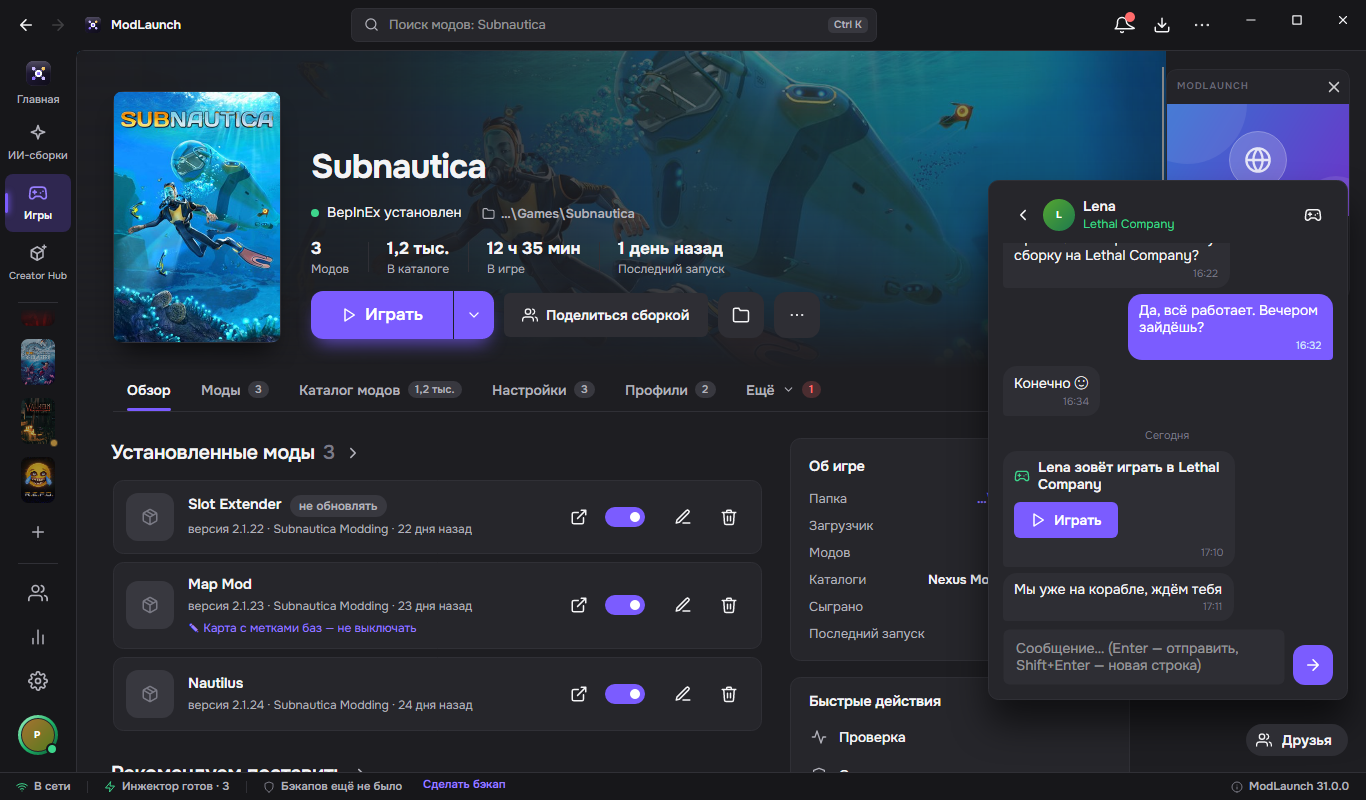 ModLaunch
Поиск модов: Subnautica
Ctrl K
Главная
ИИ-сборки
Игры
Creator Hub
P
SUBNAUTICA
Subnautica
BepInEx установлен
...\Games\Subnautica
3
Модов
1,2 тыс.
В каталоге
12 ч 35 мин
В игре
1 день назад
Последний запуск
Играть
Поделиться сборкой
Обзор
Моды 3
Каталог модов 1,2 тыс.
Настройки 3
Профили 2
Ещё 1
Установленные моды 3
Slot Extender не обновлять
версия 2.1.22 · Subnautica Modding · 22 дня назад
Map Mod
версия 2.1.23 · Subnautica Modding · 23 дня назад
Карта с метками баз — не выключать
Nautilus
версия 2.1.24 · Subnautica Modding · 24 дня назад
Рекомендуем поставить
Об игре
Папка
Загрузчик
Модов
Каталоги
Nexus Mo
Сыграно
Последний запуск
Быстрые действия
Проверка
MODLAUNCH
L
Lena
Lethal Company
сборку на Lethal Company?
16:22
Да, всё работает. Вечером
зайдёшь?
16:32
Конечно
16:34
Сегодня
Lena зовёт играть в Lethal
Company
Играть
17:10
Мы уже на корабле, ждём тебя
17:11
Сообщение... (Enter — отправить,
Shift+Enter — новая строка)
Друзья
В сети
Инжектор готов · 3
Бэкапов ещё не было
Сделать бэкап
ModLaunch 31.0.0